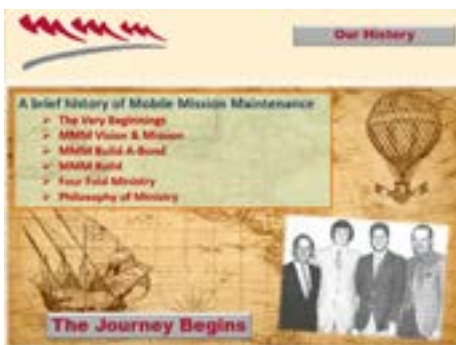 mmm
Our History
A brief history of Mobile Mission Maintenance
The Very Beginnings
MMM Vision & Mission
MMM Build-A-Bond
MMM Build
Four Fold Ministry
Philosophy of Ministry
The Journey Begins